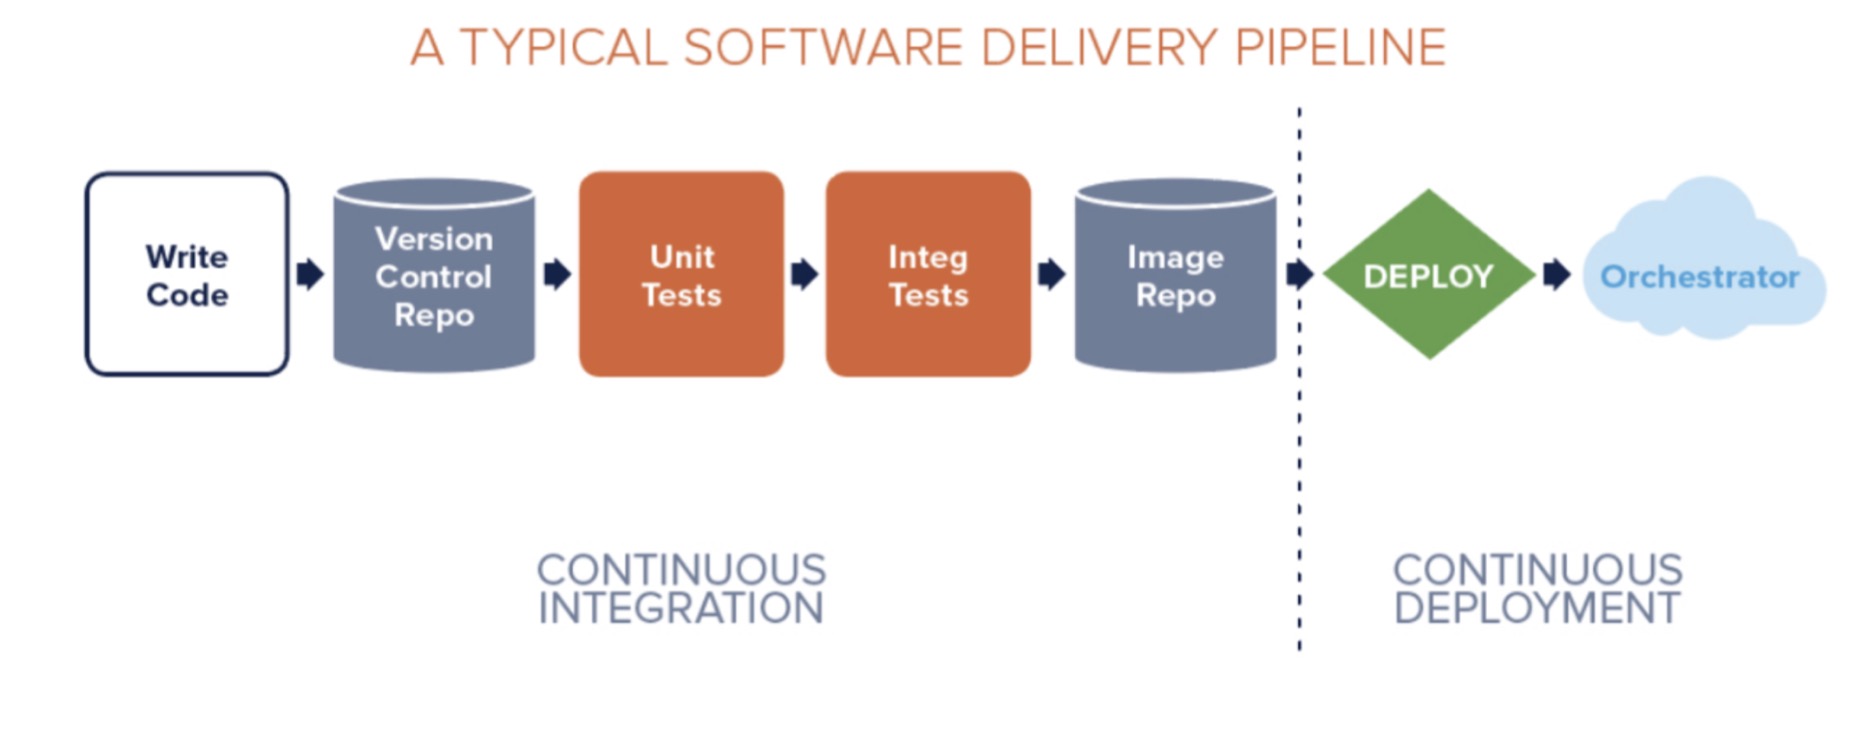 A TYPICAL SOFTWARE DELIVERY PIPELINE
Write
Code
Version
Control
Repo
Unit
Tests
Integ
Tests
Image
Repo
DEPLOY
Orchestrator
CONTINUOUS
INTEGRATION
CONTINUOUS
DEPLOYMENT